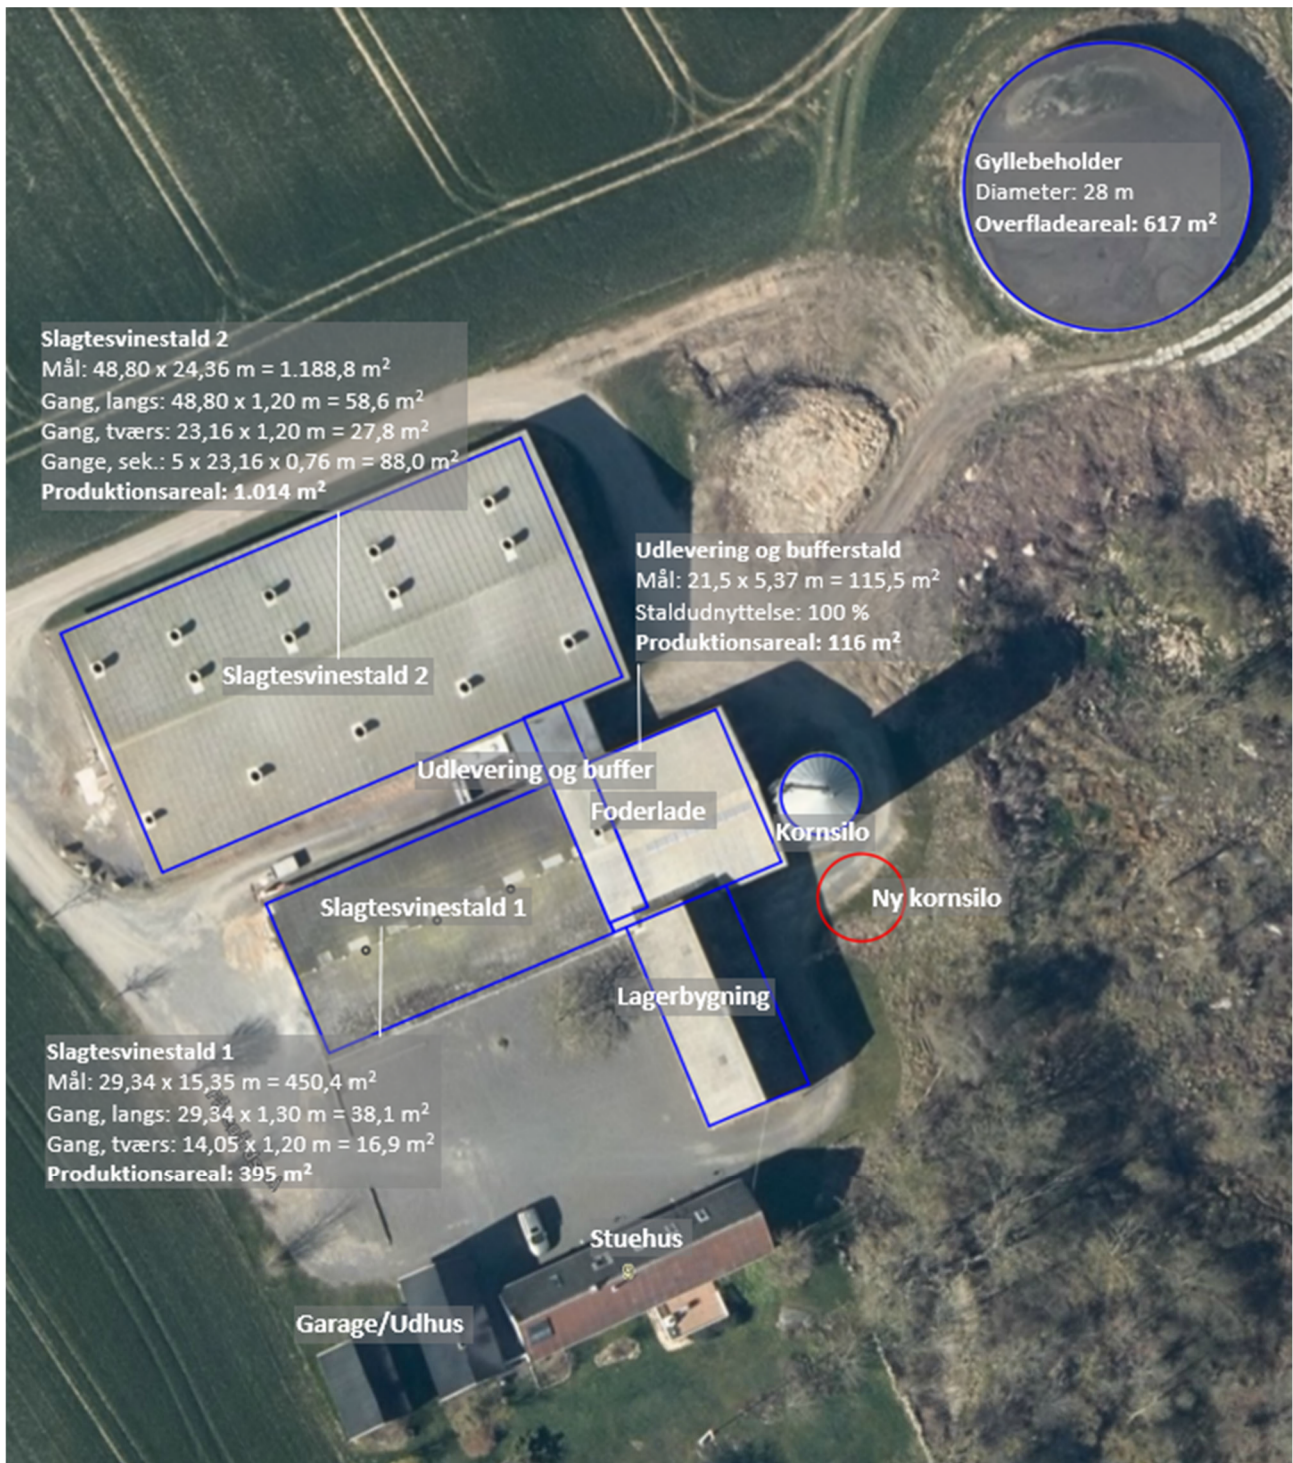 Gyllebeholder
Diameter: 28 m
Overfladeareal: 617 m²
Slagtesvinestald 2
Mål: 48,80 x 24,36 m = 1.188,8 m²
Gang, langs: 48,80 x 1,20 m = 58,6 m²
Gang, tværs: 23,16 x 1,20 m = 27,8 m²
Gange, sek.: 5 x 23,16 x 0,76 m = 88,0 m²
Produktionsareal: 1.014 m²
Udlevering og bufferstald
Mål: 21,5 x 5,37 m = 115,5 m²
Staldudnyttelse: 100 %
Produktionsareal: 116 m²
Slagtesvinestald 2
Udlevering og buffer
Foderlade
Kornsilo
Ny kornsilo
Slagtesvinestald 1
Lagerbygning
Slagtesvinestald 1
Mål: 29,34 x 15,35 m = 450,4 m²
Gang, langs: 29,34 x 1,30 m = 38,1 m²
Gang, tværs: 14,05 x 1,20 m = 16,9 m²
Produktionsareal: 395 m²
Stuehus
Garage/Udhus